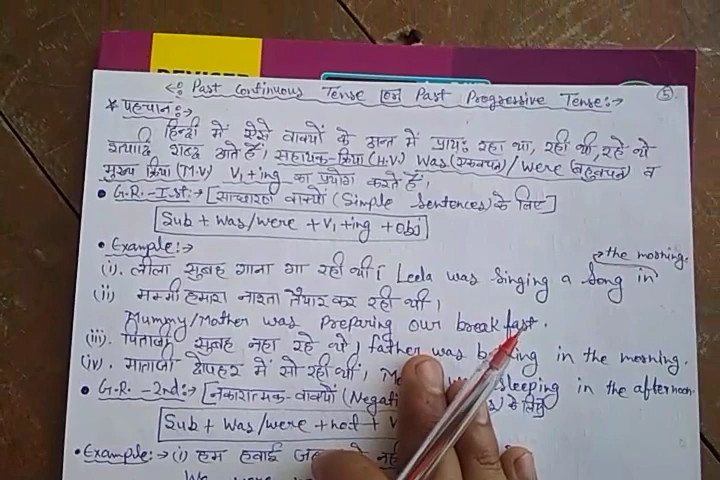 REVISED
Past Continuous Tense or Past Progressive Tense:→ 5
* पहचान:→
हिन्दी में ऐसे वाक्यों के अन्त में प्राय: रहा था, रही थी, रहे थे
इत्यादि शब्द आते हैं। सहायक-क्रिया (H.V.) Was (एकवचन)/Were (बहुवचन) व
मुख्य क्रिया (M.V.) V₁+ing का प्रयोग करते हैं।
• G.R.-Ist:→ [साधारण वाक्यों (Simple Sentences) के लिए]
Sub + Was/were + V₁ +ing +obj
• Example:→ the morning.
(i). लीला सुबह गाना गा रही थी। Leela was singing a song in
(ii) मम्मी हमारा नाश्ता तैयार कर रही थी।
Mummy/Mother was preparing our breakfast.
(iii). पिताजी सुबह नहा रहे थे। father was in the morning.
(iv). माताजी दोपहर में सो रही थी। sleeping in the afternoon.
• G.R.-2nd:→ [नकारात्मक-वाक्यों के लिए
Sub + Was/were +not +
• Example:→ (i) हम हवाई
We were